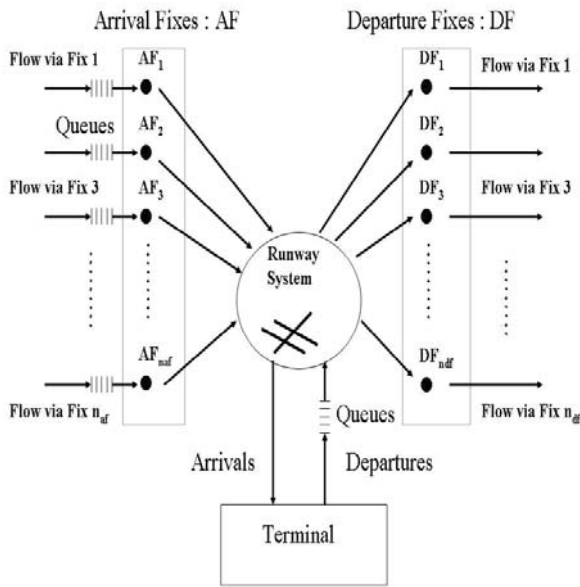 Arrival Fixes : AF
Departure Fixes : DF
Flow via Fix 1
AF1
DF1
Flow via Fix 1
Queues
AF2
DF2
Flow via Fix 3
AF3
DF3
Flow via Fix 3
Runway
System
AFnaf
DFndf
Flow via Fix naf
Flow via Fix ndf
Queues
Arrivals
Departures
Terminal